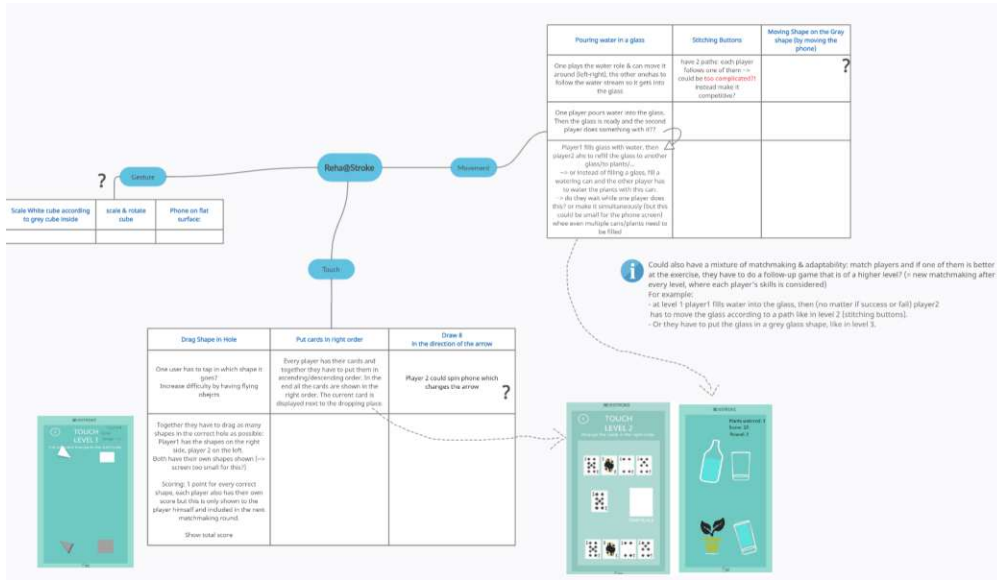 Reha@Stroke
Gesture
?
Scale White cube according
to grey cube inside
scale & rotate
cube
Phone on flat
surface:
Movement
Pouring water in a glass
Stitching Buttons
Moving Shape on the Gray
shape (by moving the
phone)
One plays the water role & can move it
around (left-right), the other onehas to
follow the water stream so it gets into
the glass
have 2 paths: each player
follows one of them -->
could be too complicated?!
instead make it
competitive?
?
One player pours water into the glass.
Then the glass is ready and the second
player does something with it??
Player1 fills glass with water, then
player2 ahs to refill the glass to another
glass/in plants/...
--> or instead of filling a glass, fill a
watering can and the other player has
to water the plants with this can.
-> do they wait while one player does
this? or make it simultaneously (but this
could be small for the phone screen)
whee even multiple cans/plants need to
be filled
Could also have a mixture of matchmaking & adaptability: match players and if one of them is better
at the exercise, they have to do a follow-up game that is of a higher level? (= new matchmaking after
every level, where each player's skills is considered)
For example:
- at level 1 player1 fills water into the glass, then (no matter if success or fail) player2
has to move the glass according to a path like in level 2 (stitching buttons).
- Or they have to put the glass in a grey glass shape, like in level 3.
Touch
Drag Shape in Hole
Put cards in right order
Draw it
in the direction of the arrow
One user has to tap in which shape it
goes?
Increase difficulty by having flying
obejcts
Every player has their cards and
together they have to put them in
ascending/descending order. In the
end all the cards are shown in the
right order. The current card is
displayed next to the dropping place.
Player 2 could spin phone which
changes the arrow
?
Together they have to drag as many
shapes in the correct hole as possible:
Player1 has the shapes on the right
side, player 2 on the left.
Both have their own shapes shown (-->
screen too small for this?)
Scoring: 1 point for every correct
shape, each player also has their own
score but this is only shown to the
player himself and included in the next
matchmaking round.
Show total score
TOUCH
LEVEL 1
TOUCH
LEVEL 2